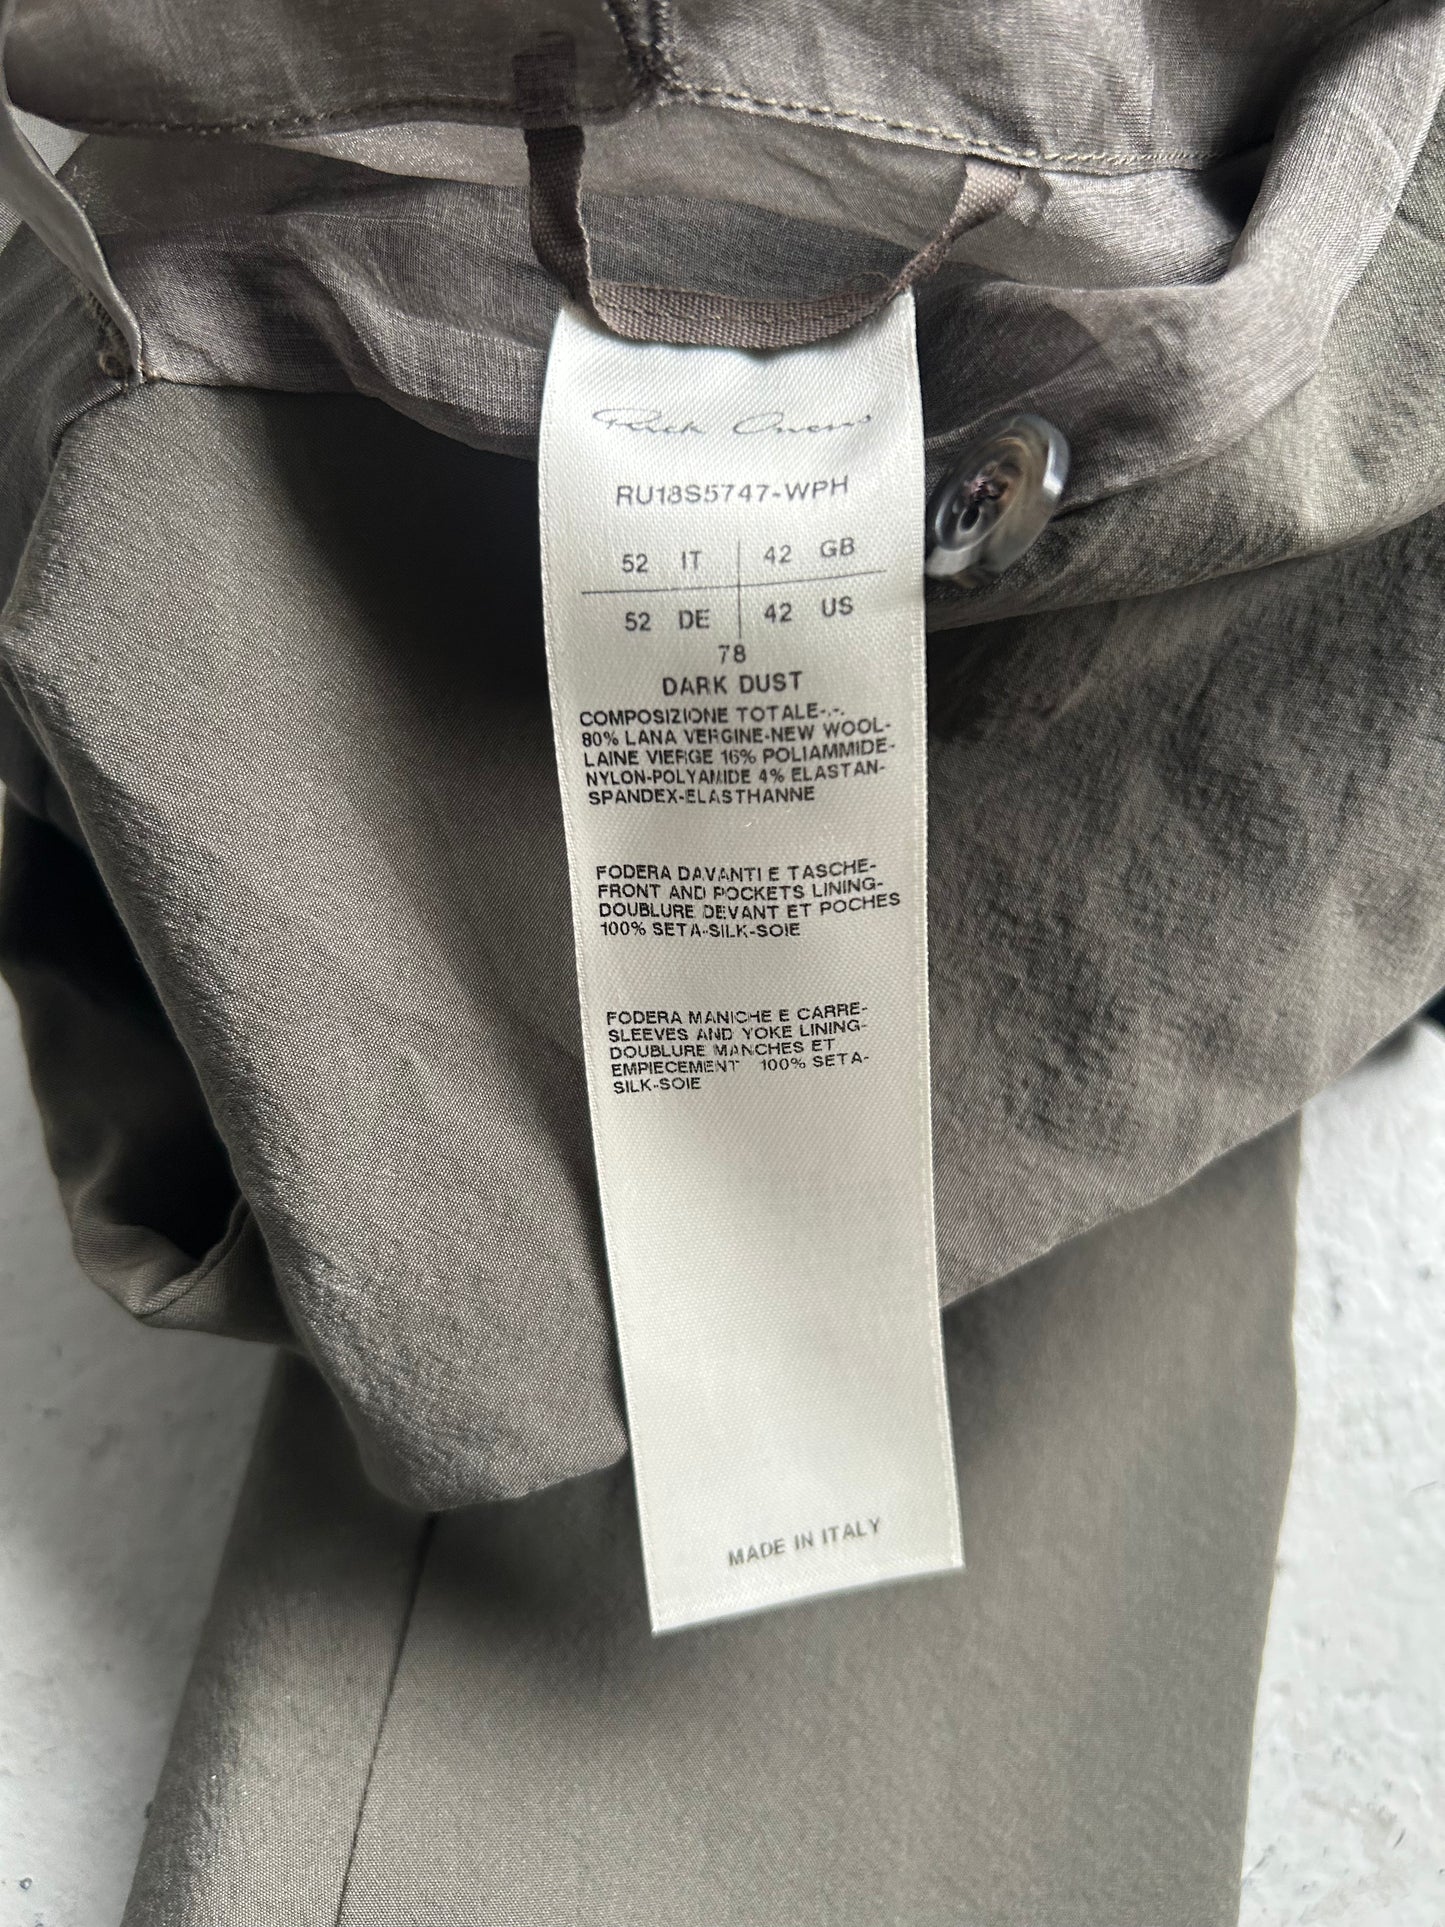 Rick Owens
RU18S5747-WPH
52 IT 42 GB
52 DE 42 US
78
DARK DUST
COMPOSIZIONE TOTALE-.-.
80% LANA VERGINE-NEW WOOL-
LAINE VIERGE 16% POLIAMMIDE-
NYLON-POLYAMIDE 4% ELASTAN-
SPANDEX-ELASTHANNE
FODERA DAVANTI E TASCHE-
FRONT AND POCKETS LINING-
DOUBLURE DEVANT ET POCHES
100% SETA-SILK-SOIE
FODERA MANICHE E CARRE-
SLEEVES AND YOKE LINING-
DOUBLURE MANCHES ET
EMPIECEMENT 100% SETA-
SILK-SOIE
MADE IN ITALY